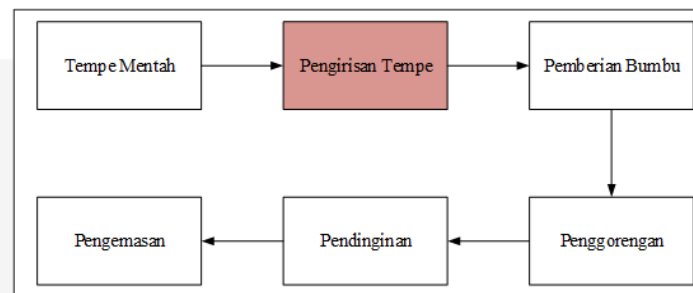 Tempe Mentah
Pengirisan Tempe
Pemberian Bumbu
Penggorengan
Pendinginan
Pengemasan